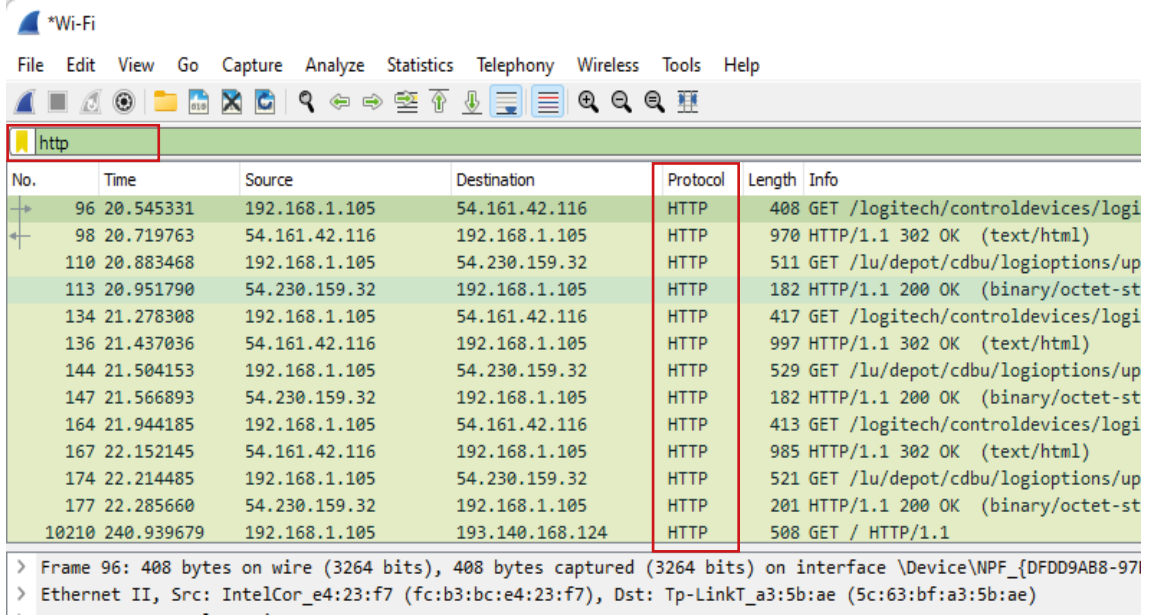 *Wi-Fi
File Edit View Go Capture Analyze Statistics Telephony Wireless Tools Help
http
No. Time Source Destination Protocol Length Info
96 20.545331 192.168.1.105 54.161.42.116 HTTP 408 GET /logitech/controldevices/logi
98 20.719763 54.161.42.116 192.168.1.105 HTTP 970 HTTP/1.1 302 OK (text/html)
110 20.883468 192.168.1.105 54.230.159.32 HTTP 511 GET /lu/depot/cdbu/logioptions/up
113 20.951790 54.230.159.32 192.168.1.105 HTTP 182 HTTP/1.1 200 OK (binary/octet-st
134 21.278308 192.168.1.105 54.161.42.116 HTTP 417 GET /logitech/controldevices/logi
136 21.437036 54.161.42.116 192.168.1.105 HTTP 997 HTTP/1.1 302 OK (text/html)
144 21.504153 192.168.1.105 54.230.159.32 HTTP 529 GET /lu/depot/cdbu/logioptions/up
147 21.566893 54.230.159.32 192.168.1.105 HTTP 182 HTTP/1.1 200 OK (binary/octet-st
164 21.944185 192.168.1.105 54.161.42.116 HTTP 413 GET /logitech/controldevices/logi
167 22.152145 54.161.42.116 192.168.1.105 HTTP 985 HTTP/1.1 302 OK (text/html)
174 22.214485 192.168.1.105 54.230.159.32 HTTP 521 GET /lu/depot/cdbu/logioptions/up
177 22.285660 54.230.159.32 192.168.1.105 HTTP 201 HTTP/1.1 200 OK (binary/octet-st
10210 240.939679 192.168.1.105 193.140.168.124 HTTP 508 GET / HTTP/1.1
> Frame 96: 408 bytes on wire (3264 bits), 408 bytes captured (3264 bits) on interface \Device\NPF_{DFDD9AB8-97
> Ethernet II, Src: IntelCor_e4:23:f7 (fc:b3:bc:e4:23:f7), Dst: Tp-LinkT_a3:5b:ae (5c:63:bf:a3:5b:ae)